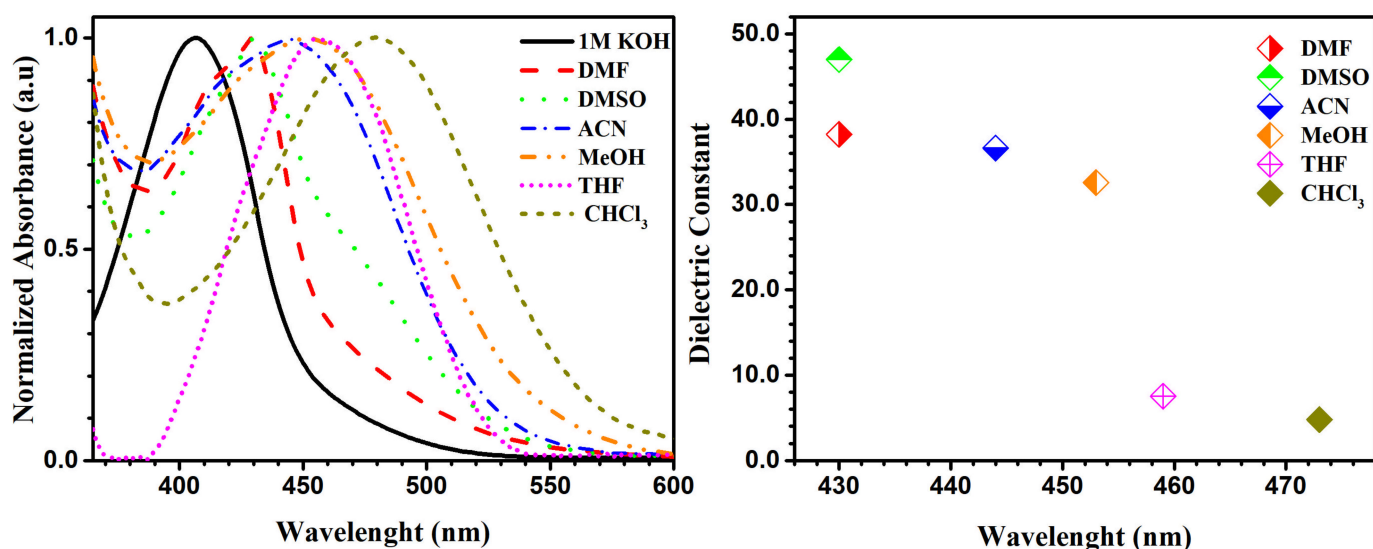 Normalized Absorbance (a.u)
1.0
0.5
0.0
400
450
500
550
600
Wavelenght (nm)
1M KOH
DMF
DMSO
ACN
MeOH
THF
CHCl₃
Dielectric Constant
50.0
40.0
30.0
20.0
10.0
0.0
430
440
450
460
470
Wavelenght (nm)
DMF
DMSO
ACN
MeOH
THF
CHCl₃